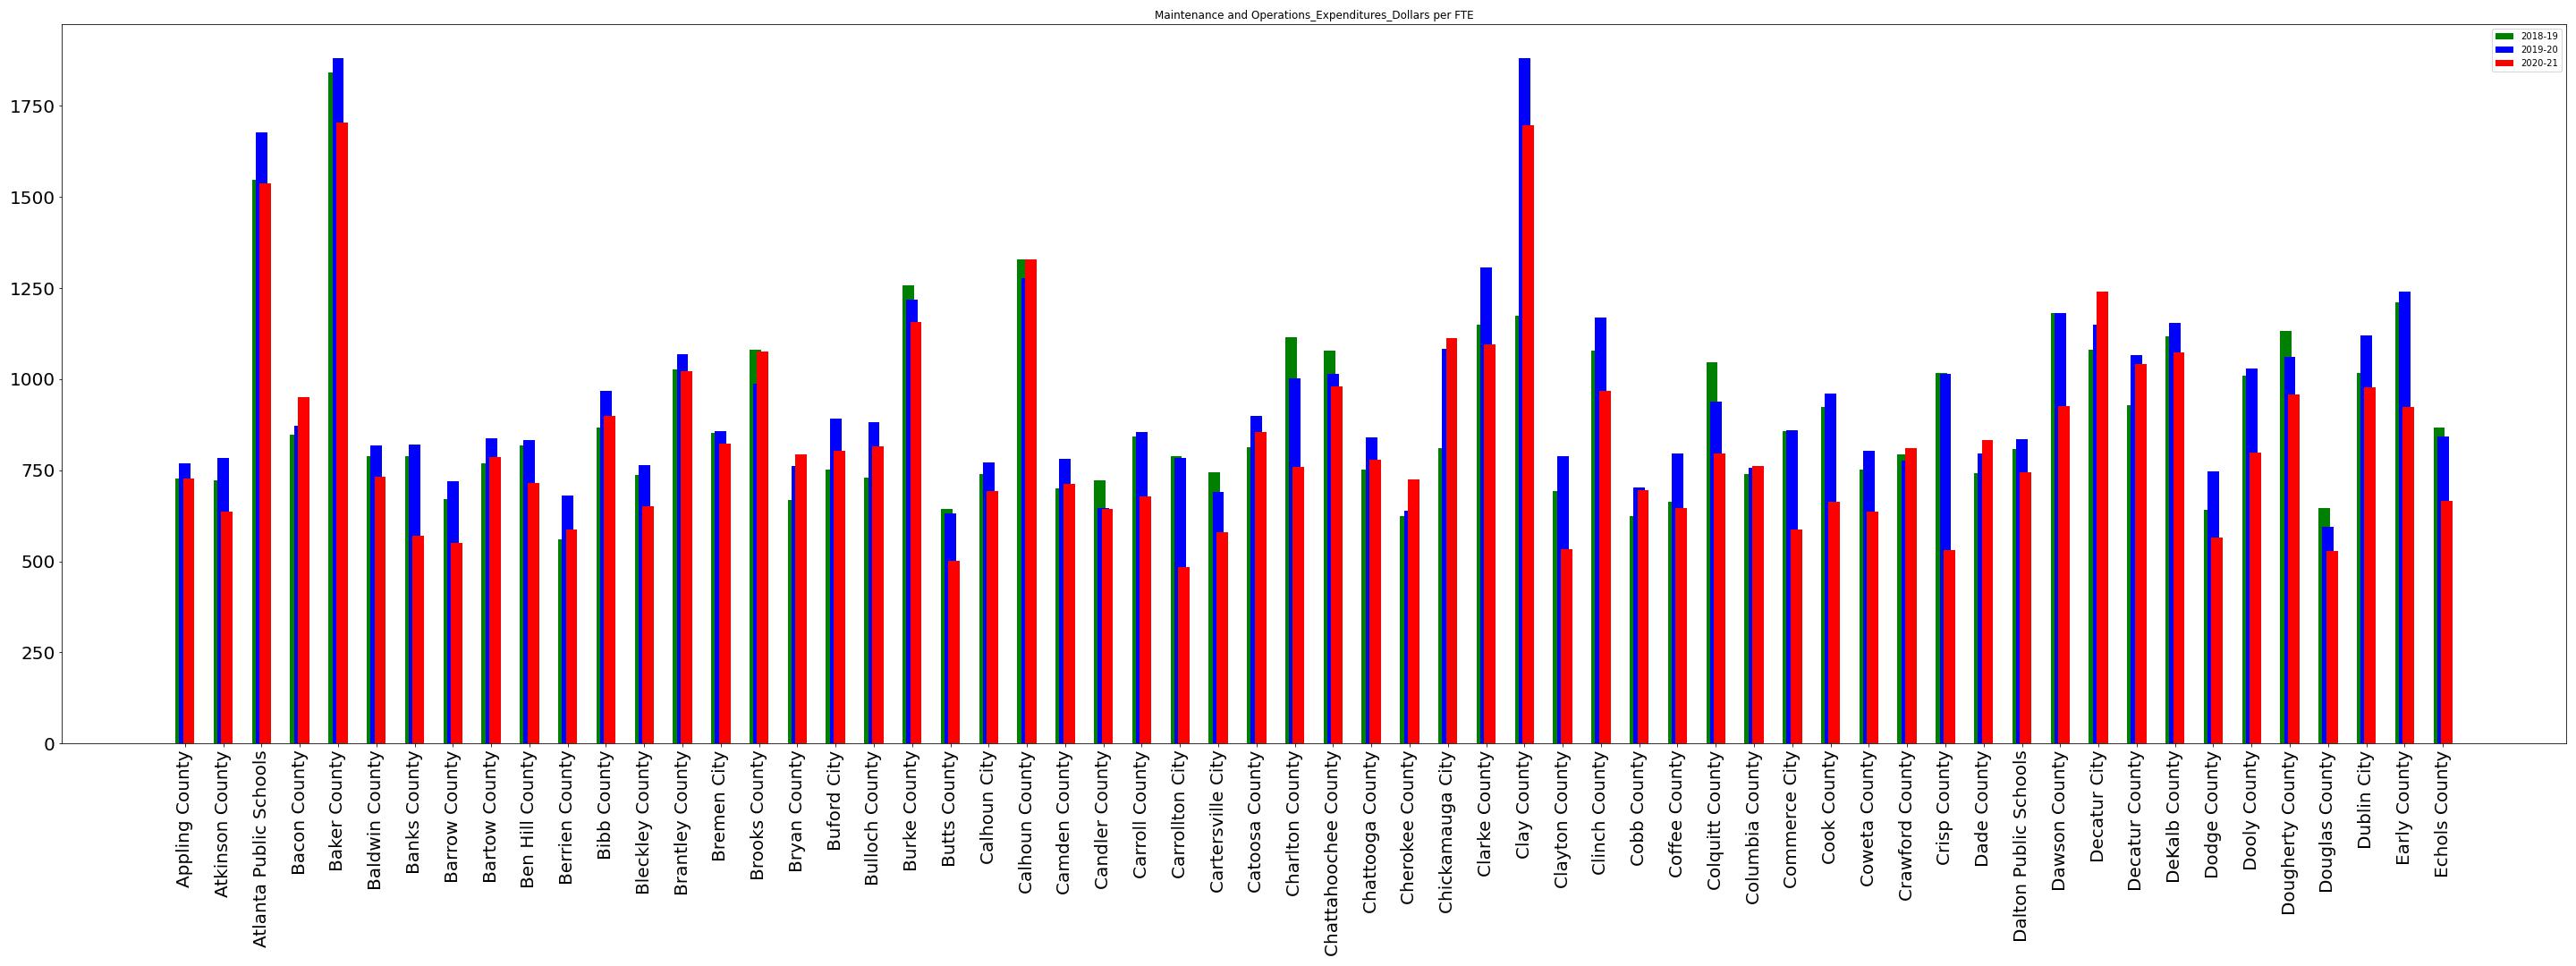 Maintenance and Operations_Expenditures_Dollars per FTE
2018-19
2019-20
2020-21
1750
1500
1250
1000
750
500
250
0
Appling County
Atkinson County
Atlanta Public Schools
Bacon County
Baker County
Baldwin County
Banks County
Barrow County
Bartow County
Ben Hill County
Berrien County
Bibb County
Bleckley County
Brantley County
Bremen City
Brooks County
Bryan County
Buford City
Bulloch County
Burke County
Butts County
Calhoun City
Calhoun County
Camden County
Candler County
Carroll County
Carrollton City
Cartersville City
Catoosa County
Charlton County
Chattahoochee County
Chattooga County
Cherokee County
Chickamauga City
Clarke County
Clay County
Clayton County
Clinch County
Cobb County
Coffee County
Colquitt County
Columbia County
Commerce City
Cook County
Coweta County
Crawford County
Crisp County
Dade County
Dalton Public Schools
Dawson County
Decatur City
Decatur County
DeKalb County
Dodge County
Dooly County
Dougherty County
Douglas County
Dublin City
Early County
Echols County